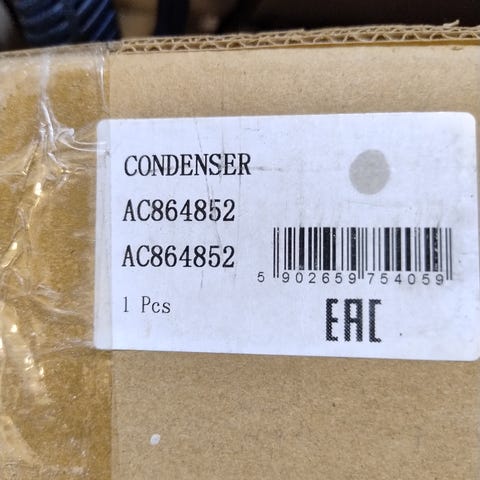 CONDENSER
AC864852
AC864852
5 902659 754059
1 Pcs
EAC